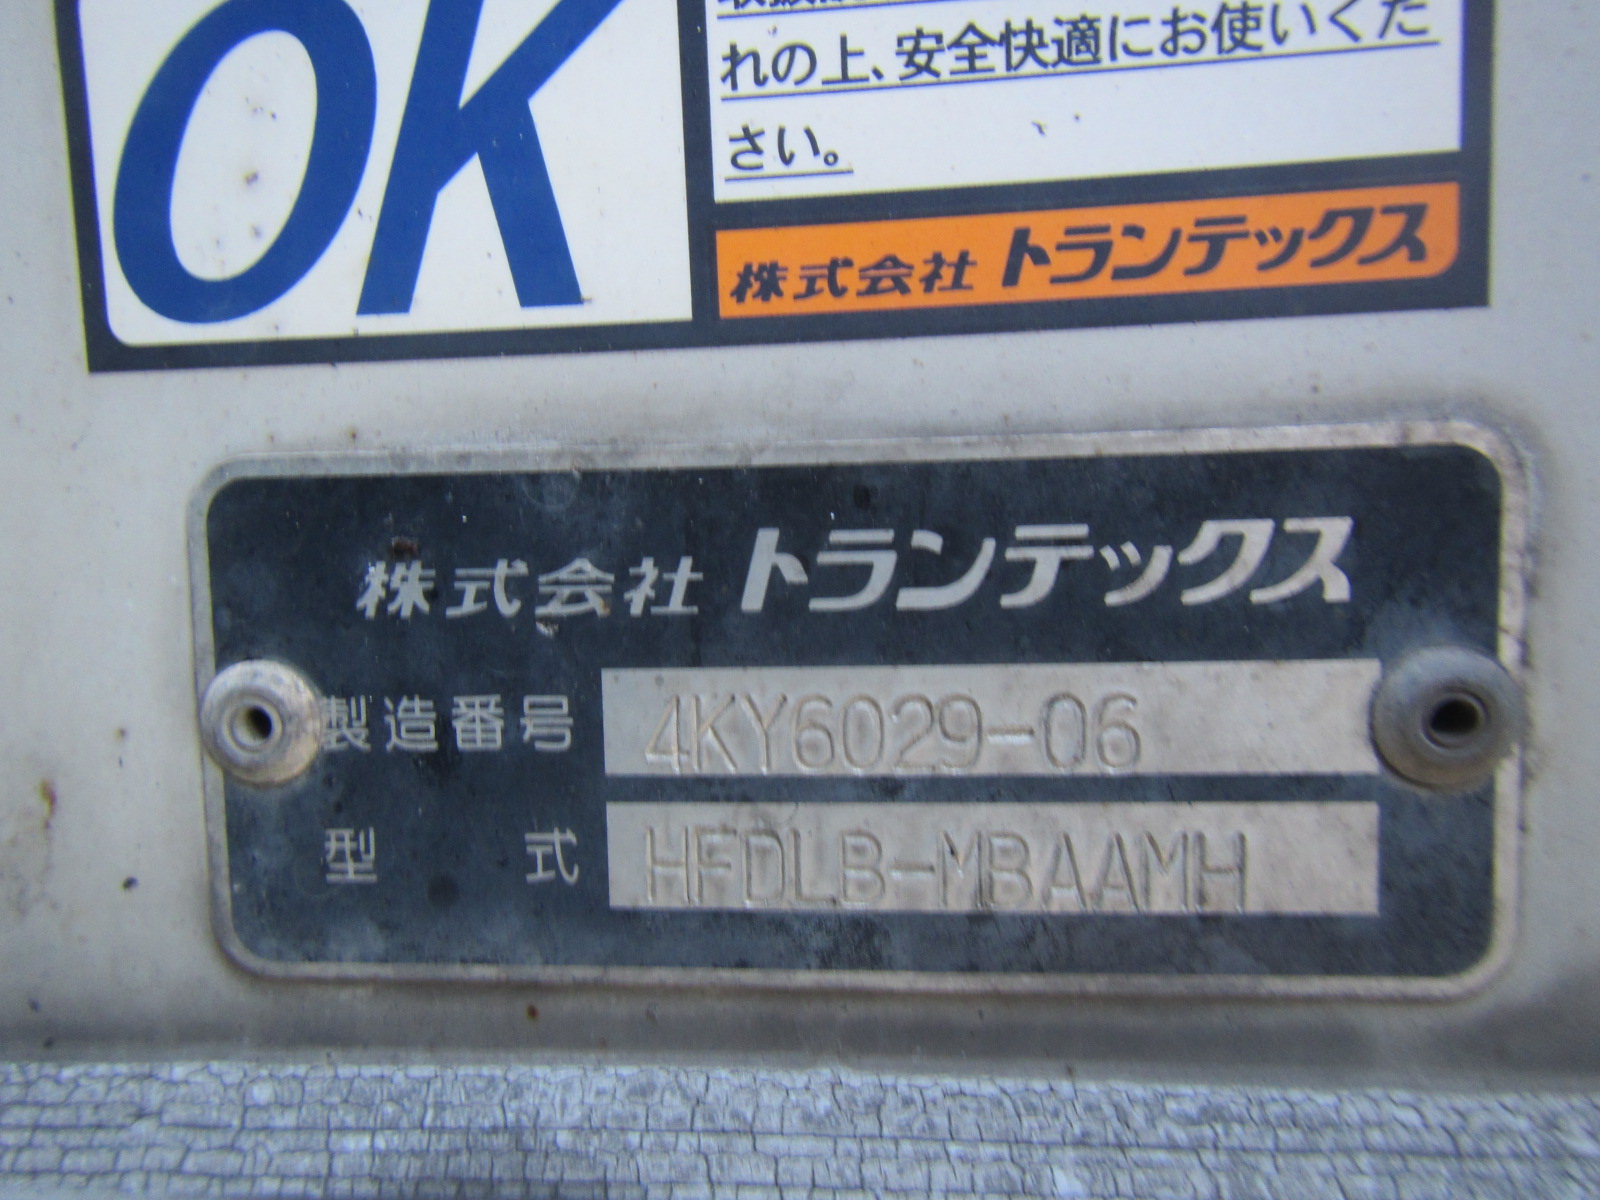 OK
れの上、安全快適にお使いくだ
さい。
株式会社 トランテックス
株式会社 トランテックス
製造番号 4KY6029-06
型式 HFDLB-MBAAMH